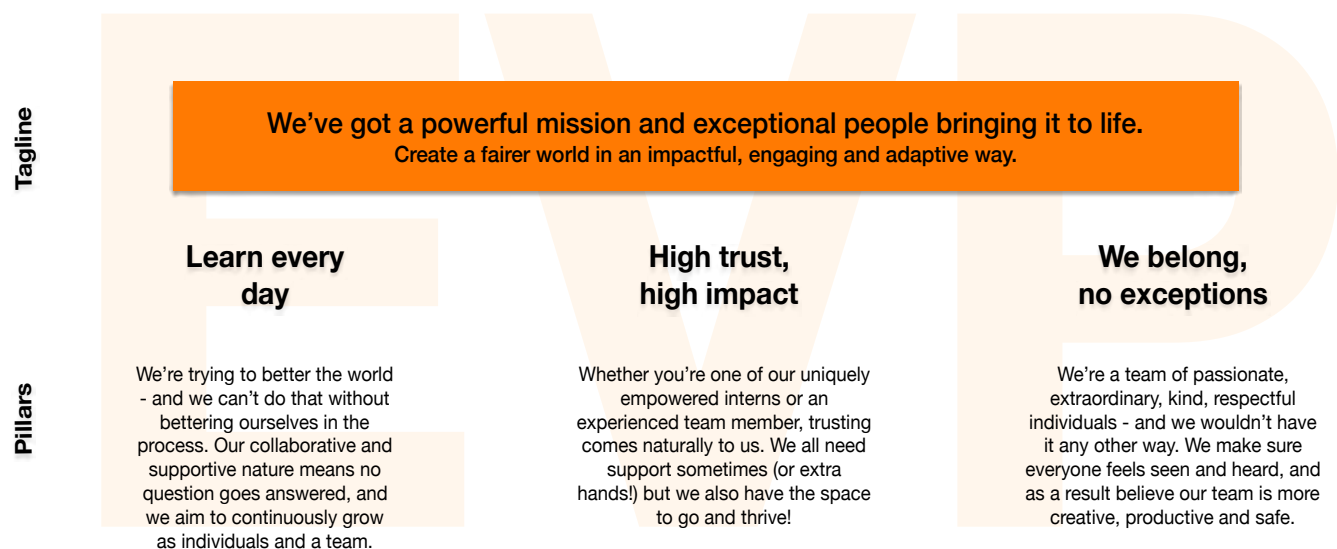 EVP
Tagline
We've got a powerful mission and exceptional people bringing it to life.
Create a fairer world in an impactful, engaging and adaptive way.
Pillars
Learn every
day
We're trying to better the world
- and we can't do that without
bettering ourselves in the
process. Our collaborative and
supportive nature means no
question goes answered, and
we aim to continuously grow
as individuals and a team.
High trust,
high impact
Whether you're one of our uniquely
empowered interns or an
experienced team member, trusting
comes naturally to us. We all need
support sometimes (or extra
hands!) but we also have the space
to go and thrive!
We belong,
no exceptions
We're a team of passionate,
extraordinary, kind, respectful
individuals - and we wouldn't have
it any other way. We make sure
everyone feels seen and heard, and
as a result believe our team is more
creative, productive and safe.